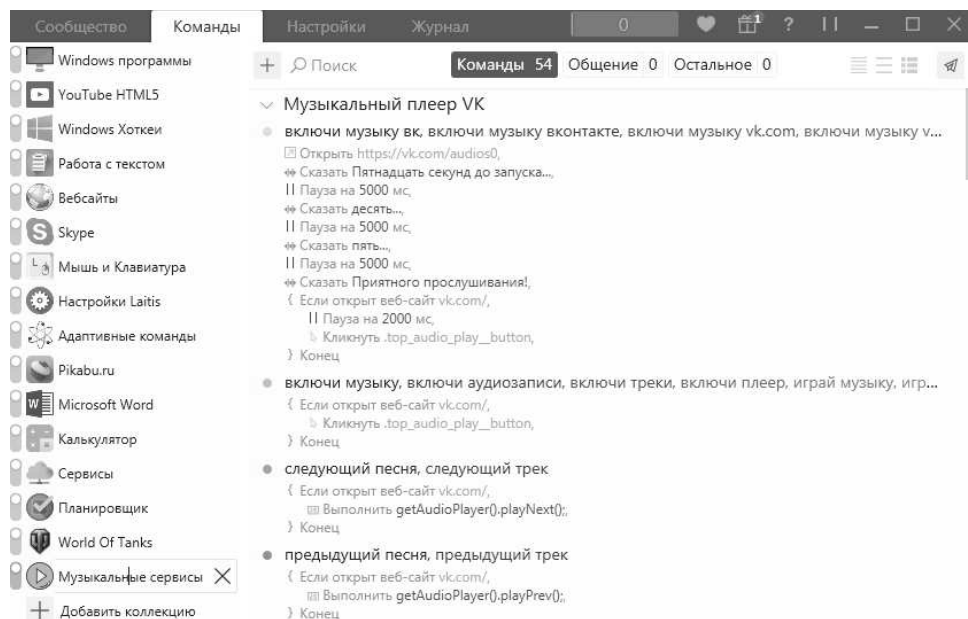 Сообщество Команды Настройки Журнал 0 1 ?
Windows программы
YouTube HTML5
Windows Хоткеи
Работа с текстом
Вебсайты
Skype
Мышь и Клавиатура
Настройки Laitis
Адаптивные команды
Pikabu.ru
Microsoft Word
Калькулятор
Сервисы
Планировщик
World Of Tanks
Музыкальные сервисы
Добавить коллекцию
Поиск Команды 54 Общение 0 Остальное 0
Музыкальный плеер VK
включи музыку вк, включи музыку вконтакте, включи музыку vk.com, включи музыку v...
Открыть https://vk.com/audios0,
Сказать Пятнадцать секунд до запуска...,
Пауза на 5000 мс,
Сказать десять...,
Пауза на 5000 мс,
Сказать пять...,
Пауза на 5000 мс,
Сказать Приятного прослушивания!,
{ Если открыт веб-сайт vk.com/,
Пауза на 2000 мс,
Кликнуть .top_audio_play__button,
} Конец
включи музыку, включи аудиозаписи, включи треки, включи плеер, играй музыку, игр...
{ Если открыт веб-сайт vk.com/,
Кликнуть .top_audio_play__button,
} Конец
следующий песня, следующий трек
{ Если открыт веб-сайт vk.com/,
Выполнить getAudioPlayer().playNext();,
} Конец
предыдущий песня, предыдущий трек
{ Если открыт веб-сайт vk.com/,
Выполнить getAudioPlayer().playPrev();,
} Конец